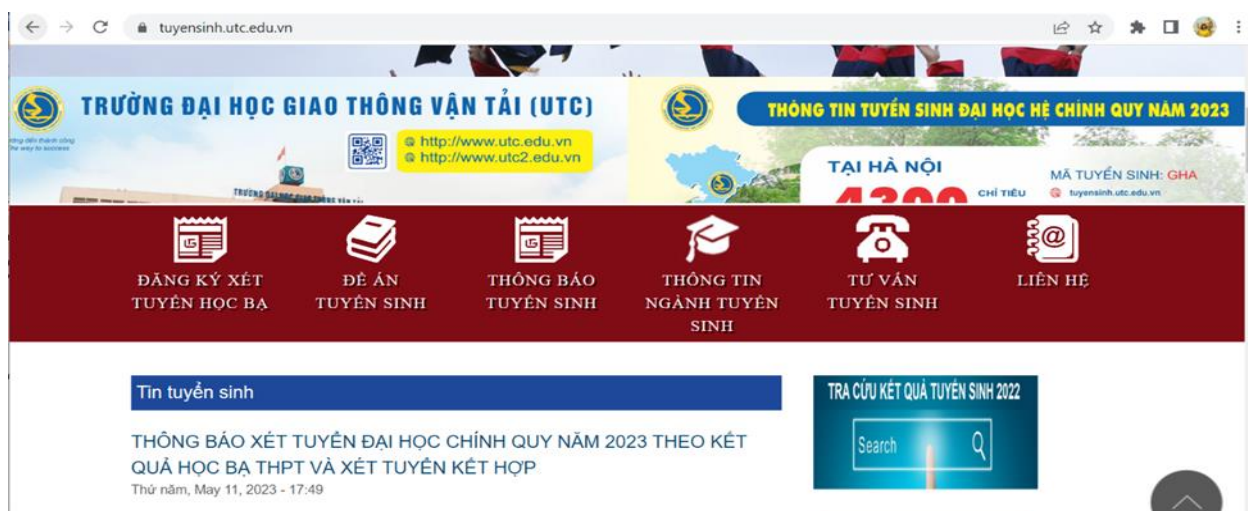 tuyensinh.utc.edu.vn
TRƯỜNG ĐẠI HỌC GIAO THÔNG VẬN TẢI (UTC)
http://www.utc.edu.vn
http://www.utc2.edu.vn
THÔNG TIN TUYỂN SINH ĐẠI HỌC HỆ CHÍNH QUY NĂM 2023
TẠI HÀ NỘI
4300 CHỈ TIÊU
MÃ TUYỂN SINH: GHA
tuyensinh.utc.edu.vn
ĐĂNG KÝ XÉT
TUYỂN HỌC BẠ
ĐỀ ÁN
TUYỂN SINH
THÔNG BÁO
TUYỂN SINH
THÔNG TIN
NGÀNH TUYỂN
SINH
TƯ VẤN
TUYỂN SINH
LIÊN HỆ
Tin tuyển sinh
THÔNG BÁO XÉT TUYỂN ĐẠI HỌC CHÍNH QUY NĂM 2023 THEO KẾT
QUẢ HỌC BẠ THPT VÀ XÉT TUYỂN KẾT HỢP
Thứ năm, May 11, 2023 - 17:49
TRA CỨU KẾT QUẢ TUYỂN SINH 2022
Search